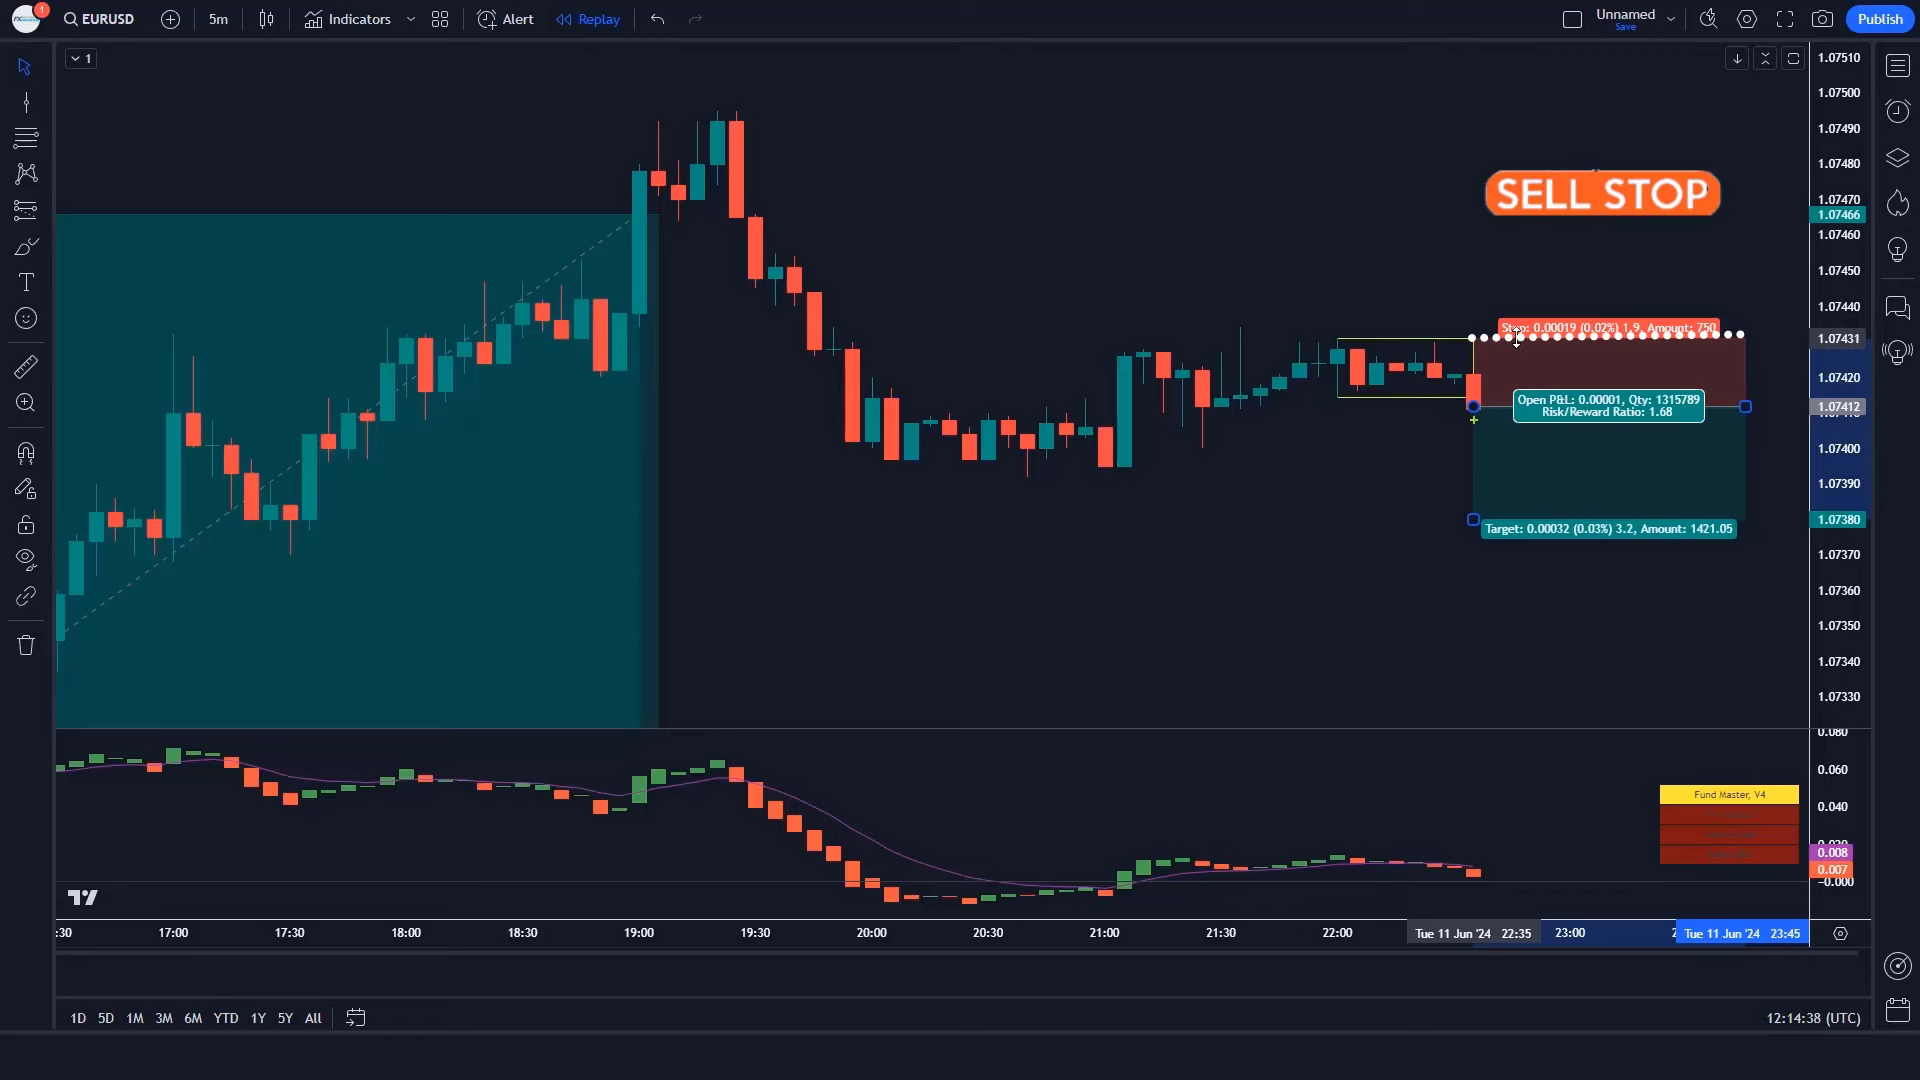 1
EURUSD
5m
Indicators
Alert
Replay
Unnamed
Save
Publish
1
SELL STOP
Stop: 0.00019 (0.02%) 1.9, Amount: 750
Open P&L: 0.00001, Qty: 1315789
Risk/Reward Ratio: 1.68
Target: 0.00032 (0.03%) 3.2, Amount: 1421.05
1.07510
1.07500
1.07490
1.07480
1.07470
1.07466
1.07460
1.07450
1.07440
1.07431
1.07420
1.07412
1.07400
1.07390
1.07380
1.07370
1.07360
1.07350
1.07340
1.07330
0.080
0.060
0.040
0.008
0.007
−0.000
Fund Master, V4
:30 17:00 17:30 18:00 18:30 19:00 19:30 20:00 20:30 21:00 21:30 22:00 Tue 11 Jun '24 22:35 23:00 Tue 11 Jun '24 23:45
1D 5D 1M 3M 6M YTD 1Y 5Y All
12:14:38 (UTC)